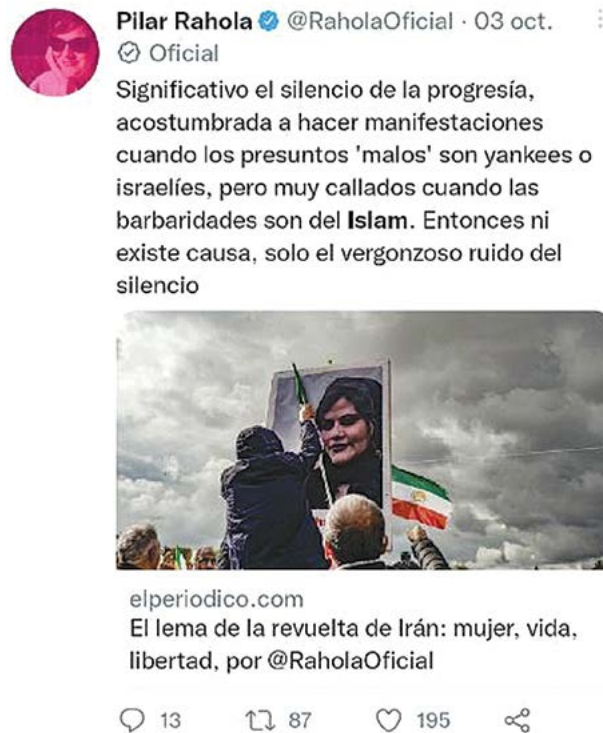 Pilar Rahola @RaholaOficial · 03 oct.
Oficial
Significativo el silencio de la progresía,
acostumbrada a hacer manifestaciones
cuando los presuntos 'malos' son yankees o
israelíes, pero muy callados cuando las
barbaridades son del Islam. Entonces ni
existe causa, solo el vergonzoso ruido del
silencio
elperiodico.com
El lema de la revuelta de Irán: mujer, vida,
libertad, por @RaholaOficial
13 87 195